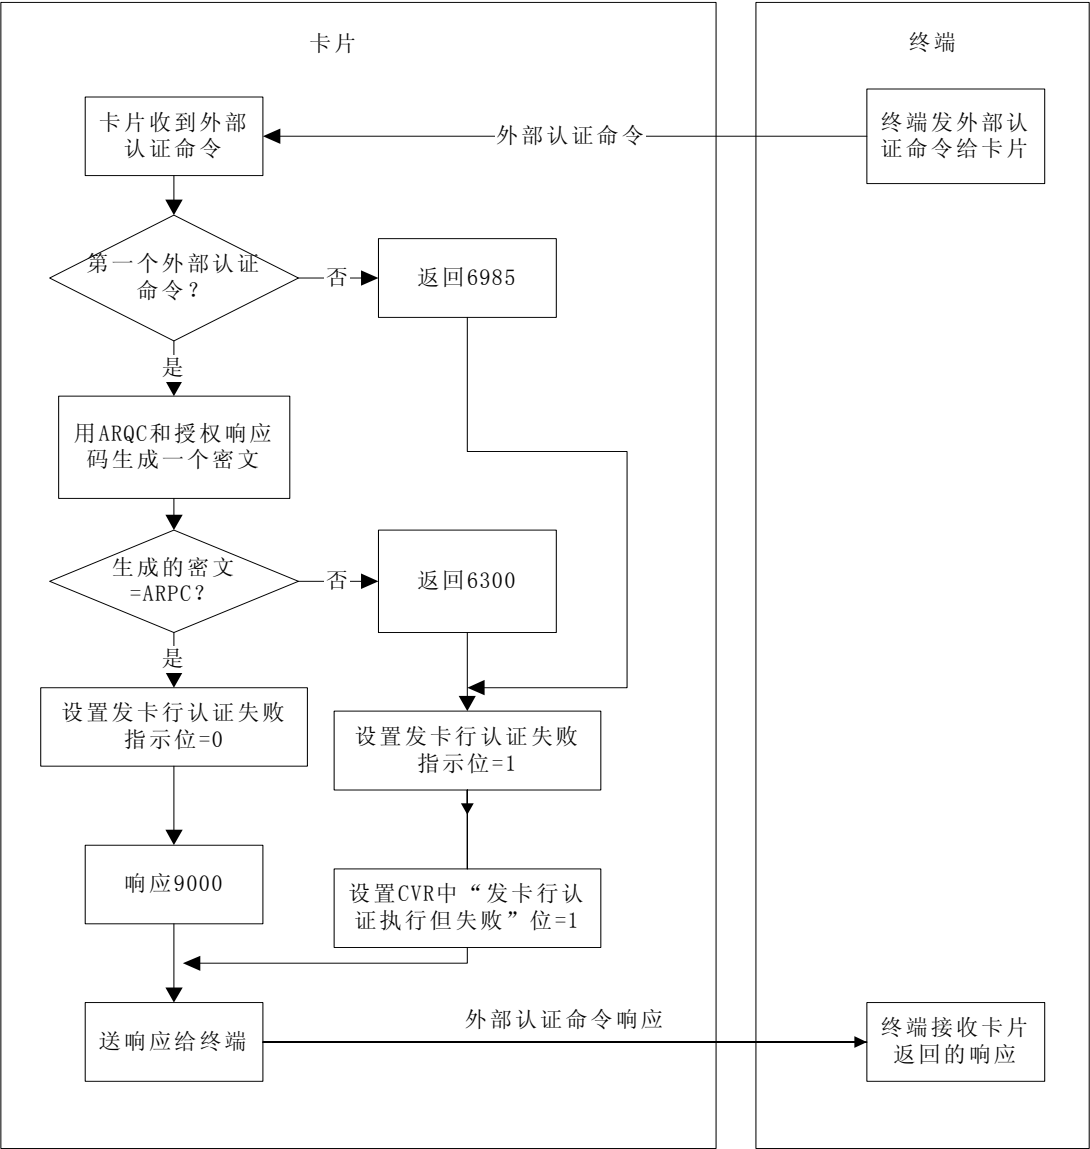 卡片
终端
卡片收到外部
认证命令
外部认证命令
终端发外部认
证命令给卡片
第一个外部认证
命令？
否
返回6985
是
用ARQC和授权响应
码生成一个密文
生成的密文
=ARPC？
否
返回6300
是
设置发卡行认证失败
指示位=0
设置发卡行认证失败
指示位=1
响应9000
设置CVR中“发卡行认
证执行但失败”位=1
送响应给终端
外部认证命令响应
终端接收卡片
返回的响应